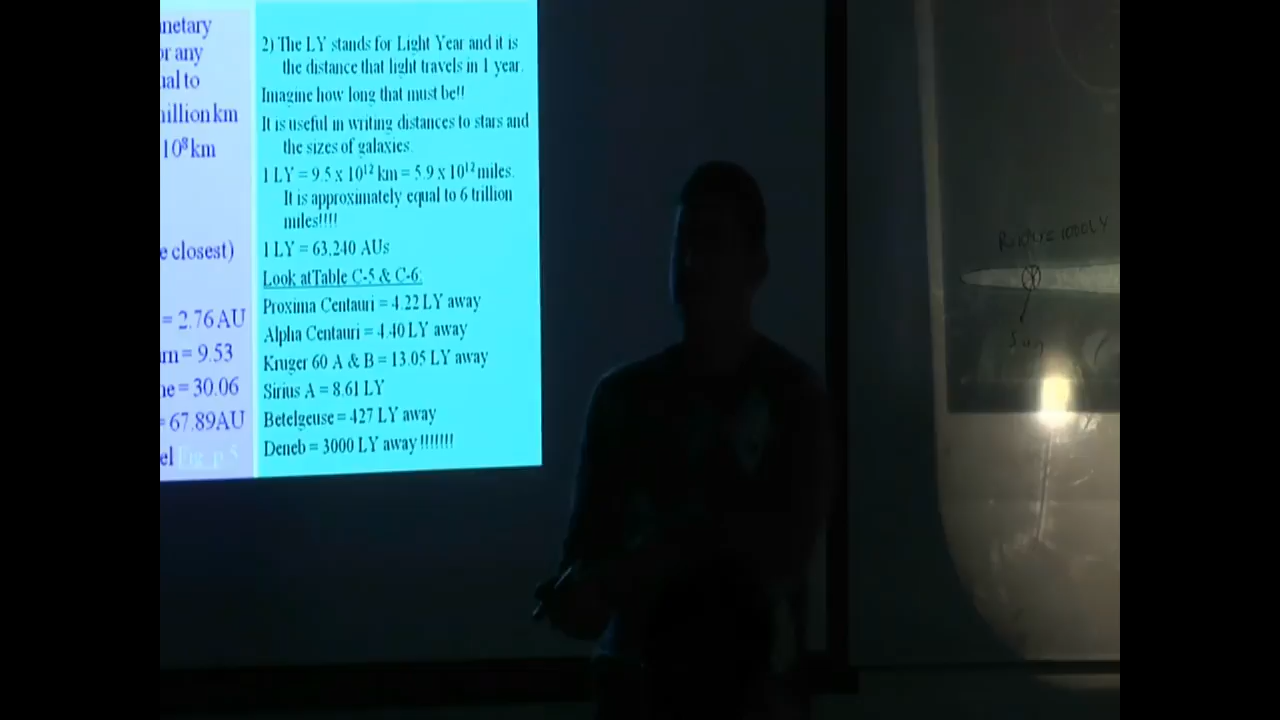 netary
or any
ual to
illion km
10⁸ km
e closest)
= 2.76 AU
m = 9.53
ne = 30.06
= 67.89AU
el Fig p 5
2) The LY stands for Light Year and it is
the distance that light travels in 1 year.
Imagine how long that must be!!
It is useful in writing distances to stars and
the sizes of galaxies.
1 LY = 9.5 x 10¹² km = 5.9 x 10¹² miles.
It is approximately equal to 6 trillion
miles!!!!
1 LY = 63,240 AUs
Look at Table C-5 & C-6:
Proxima Centauri = 4.22 LY away
Alpha Centauri = 4.40 LY away
Kruger 60 A & B = 13.05 LY away
Sirius A = 8.61 LY
Betelgeuse = 427 LY away
Deneb = 3000 LY away !!!!!!!
LY
Sun